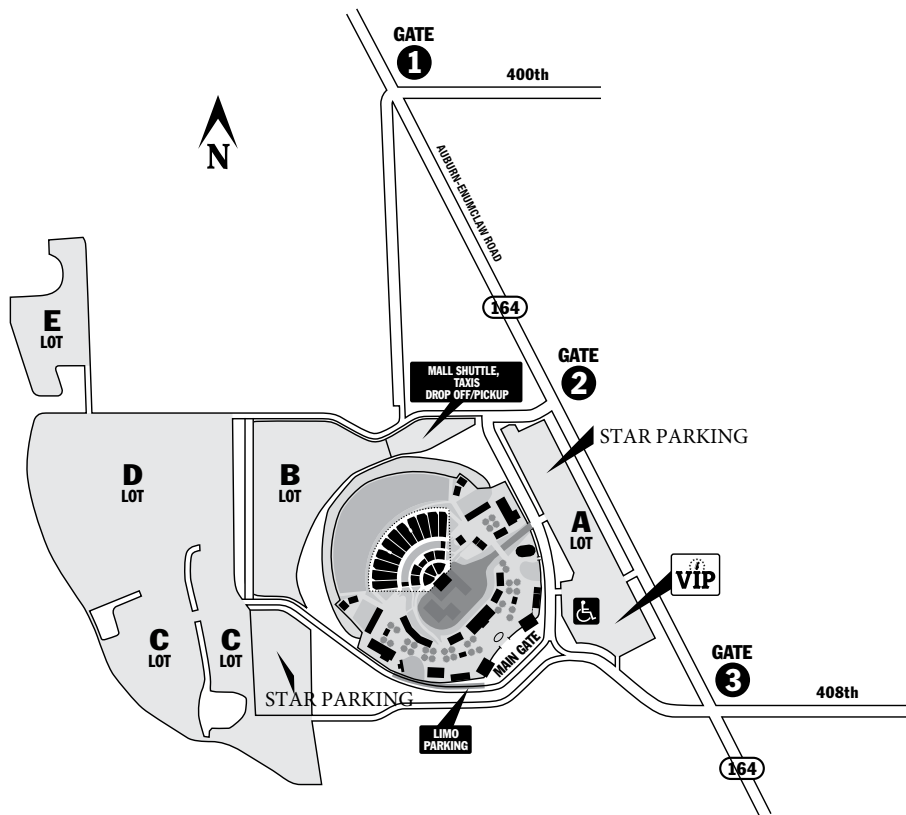 GATE
1
400th
N
AUBURN-ENUMCLAW ROAD
164
E
LOT
GATE
2
MALL SHUTTLE,
TAXIS
DROP OFF/PICKUP
STAR PARKING
D
LOT
B
LOT
A
LOT
VIP
C
LOT
C
LOT
MAIN GATE
GATE
3
408th
STAR PARKING
LIMO
PARKING
164